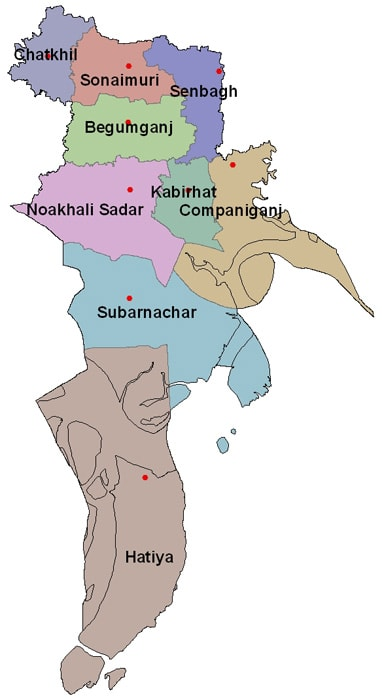 Chatkhil
Sonaimuri
Senbagh
Begumganj
Kabirhat
Noakhali Sadar
Companiganj
Subarnachar
Hatiya